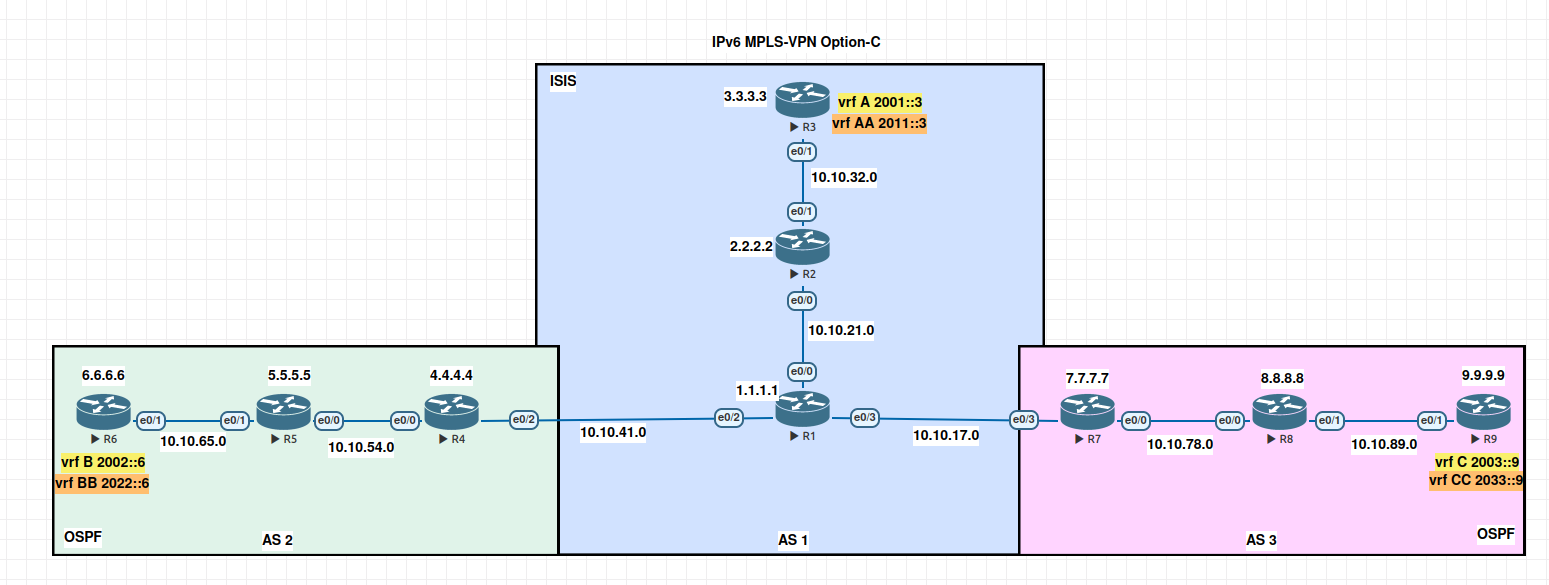 IPv6 MPLS-VPN Option-C
ISIS
3.3.3.3
vrf A 2001::3
vrf AA 2011::3
R3
e0/1
10.10.32.0
e0/1
2.2.2.2
R2
e0/0
10.10.21.0
e0/0
1.1.1.1
e0/2
e0/3
R1
10.10.41.0
10.10.17.0
AS 1
6.6.6.6
5.5.5.5
4.4.4.4
e0/1
e0/1
e0/0
e0/0
e0/2
R6
R5
R4
10.10.65.0
10.10.54.0
vrf B 2002::6
vrf BB 2022::6
OSPF
AS 2
7.7.7.7
8.8.8.8
9.9.9.9
e0/3
e0/0
e0/0
e0/1
e0/1
R7
R8
R9
10.10.78.0
10.10.89.0
vrf C 2003::9
vrf CC 2033::9
AS 3
OSPF